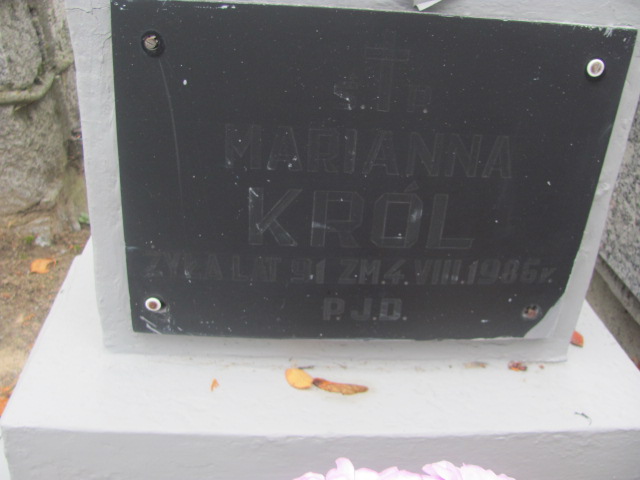 Ś. P.
MARIANNA
KRÓL
ŻYŁA LAT 91 ZM. 4 VIII. 1986 r.
P.J.D.